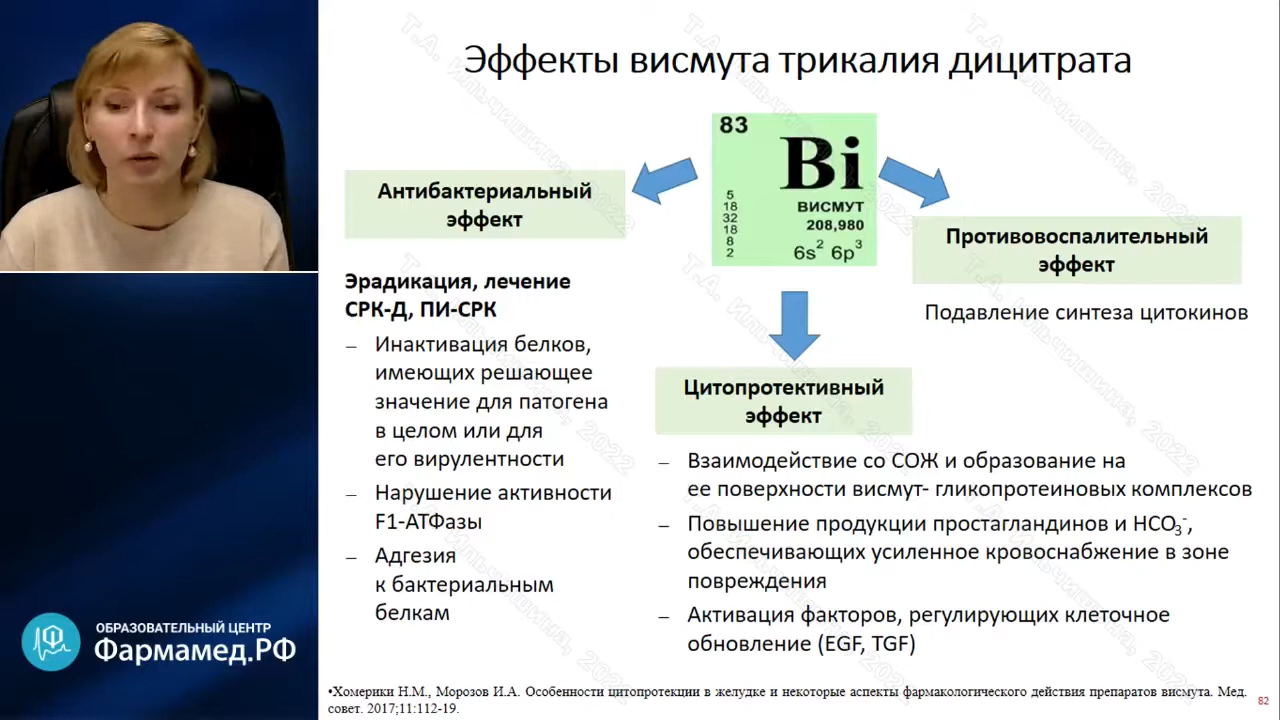 Эффекты висмута трикалия дицитрата
83
Bi
ВИСМУТ
208,980
6s2 6p3
5
18
32
18
8
2
Антибактериальный
эффект
Эрадикация, лечение
СРК-Д, ПИ-СРК
– Инактивация белков,
имеющих решающее
значение для патогена
в целом или для
его вирулентности
– Нарушение активности
F1-АТФазы
– Адгезия
к бактериальным
белкам
Противовоспалительный
эффект
Подавление синтеза цитокинов
Цитопротективный
эффект
– Взаимодействие со СОЖ и образование на
ее поверхности висмут- гликопротеиновых комплексов
– Повышение продукции простагландинов и HCO3-,
обеспечивающих усиленное кровоснабжение в зоне
повреждения
– Активация факторов, регулирующих клеточное
обновление (EGF, TGF)
•Хомерики Н.М., Морозов И.А. Особенности цитопротекции в желудке и некоторые аспекты фармакологического действия препаратов висмута. Мед.
совет. 2017;11:112-19.
82
ОБРАЗОВАТЕЛЬНЫЙ ЦЕНТР
Фармамед.РФ
Т.А. Ильчишина, 2022